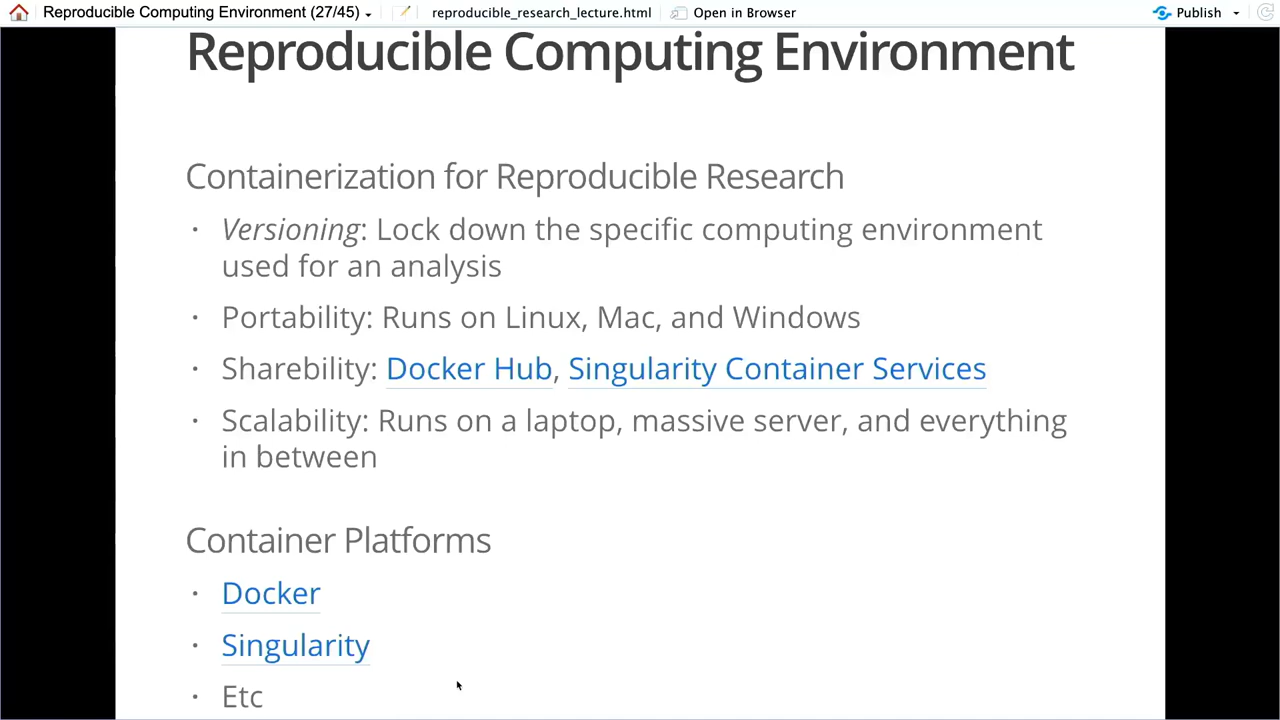 Reproducible Computing Environment (27/45) reproducible_research_lecture.html Open in Browser Publish
Reproducible Computing Environment
Containerization for Reproducible Research
· Versioning: Lock down the specific computing environment
used for an analysis
· Portability: Runs on Linux, Mac, and Windows
· Sharebility: Docker Hub, Singularity Container Services
· Scalability: Runs on a laptop, massive server, and everything
in between
Container Platforms
· Docker
· Singularity
· Etc